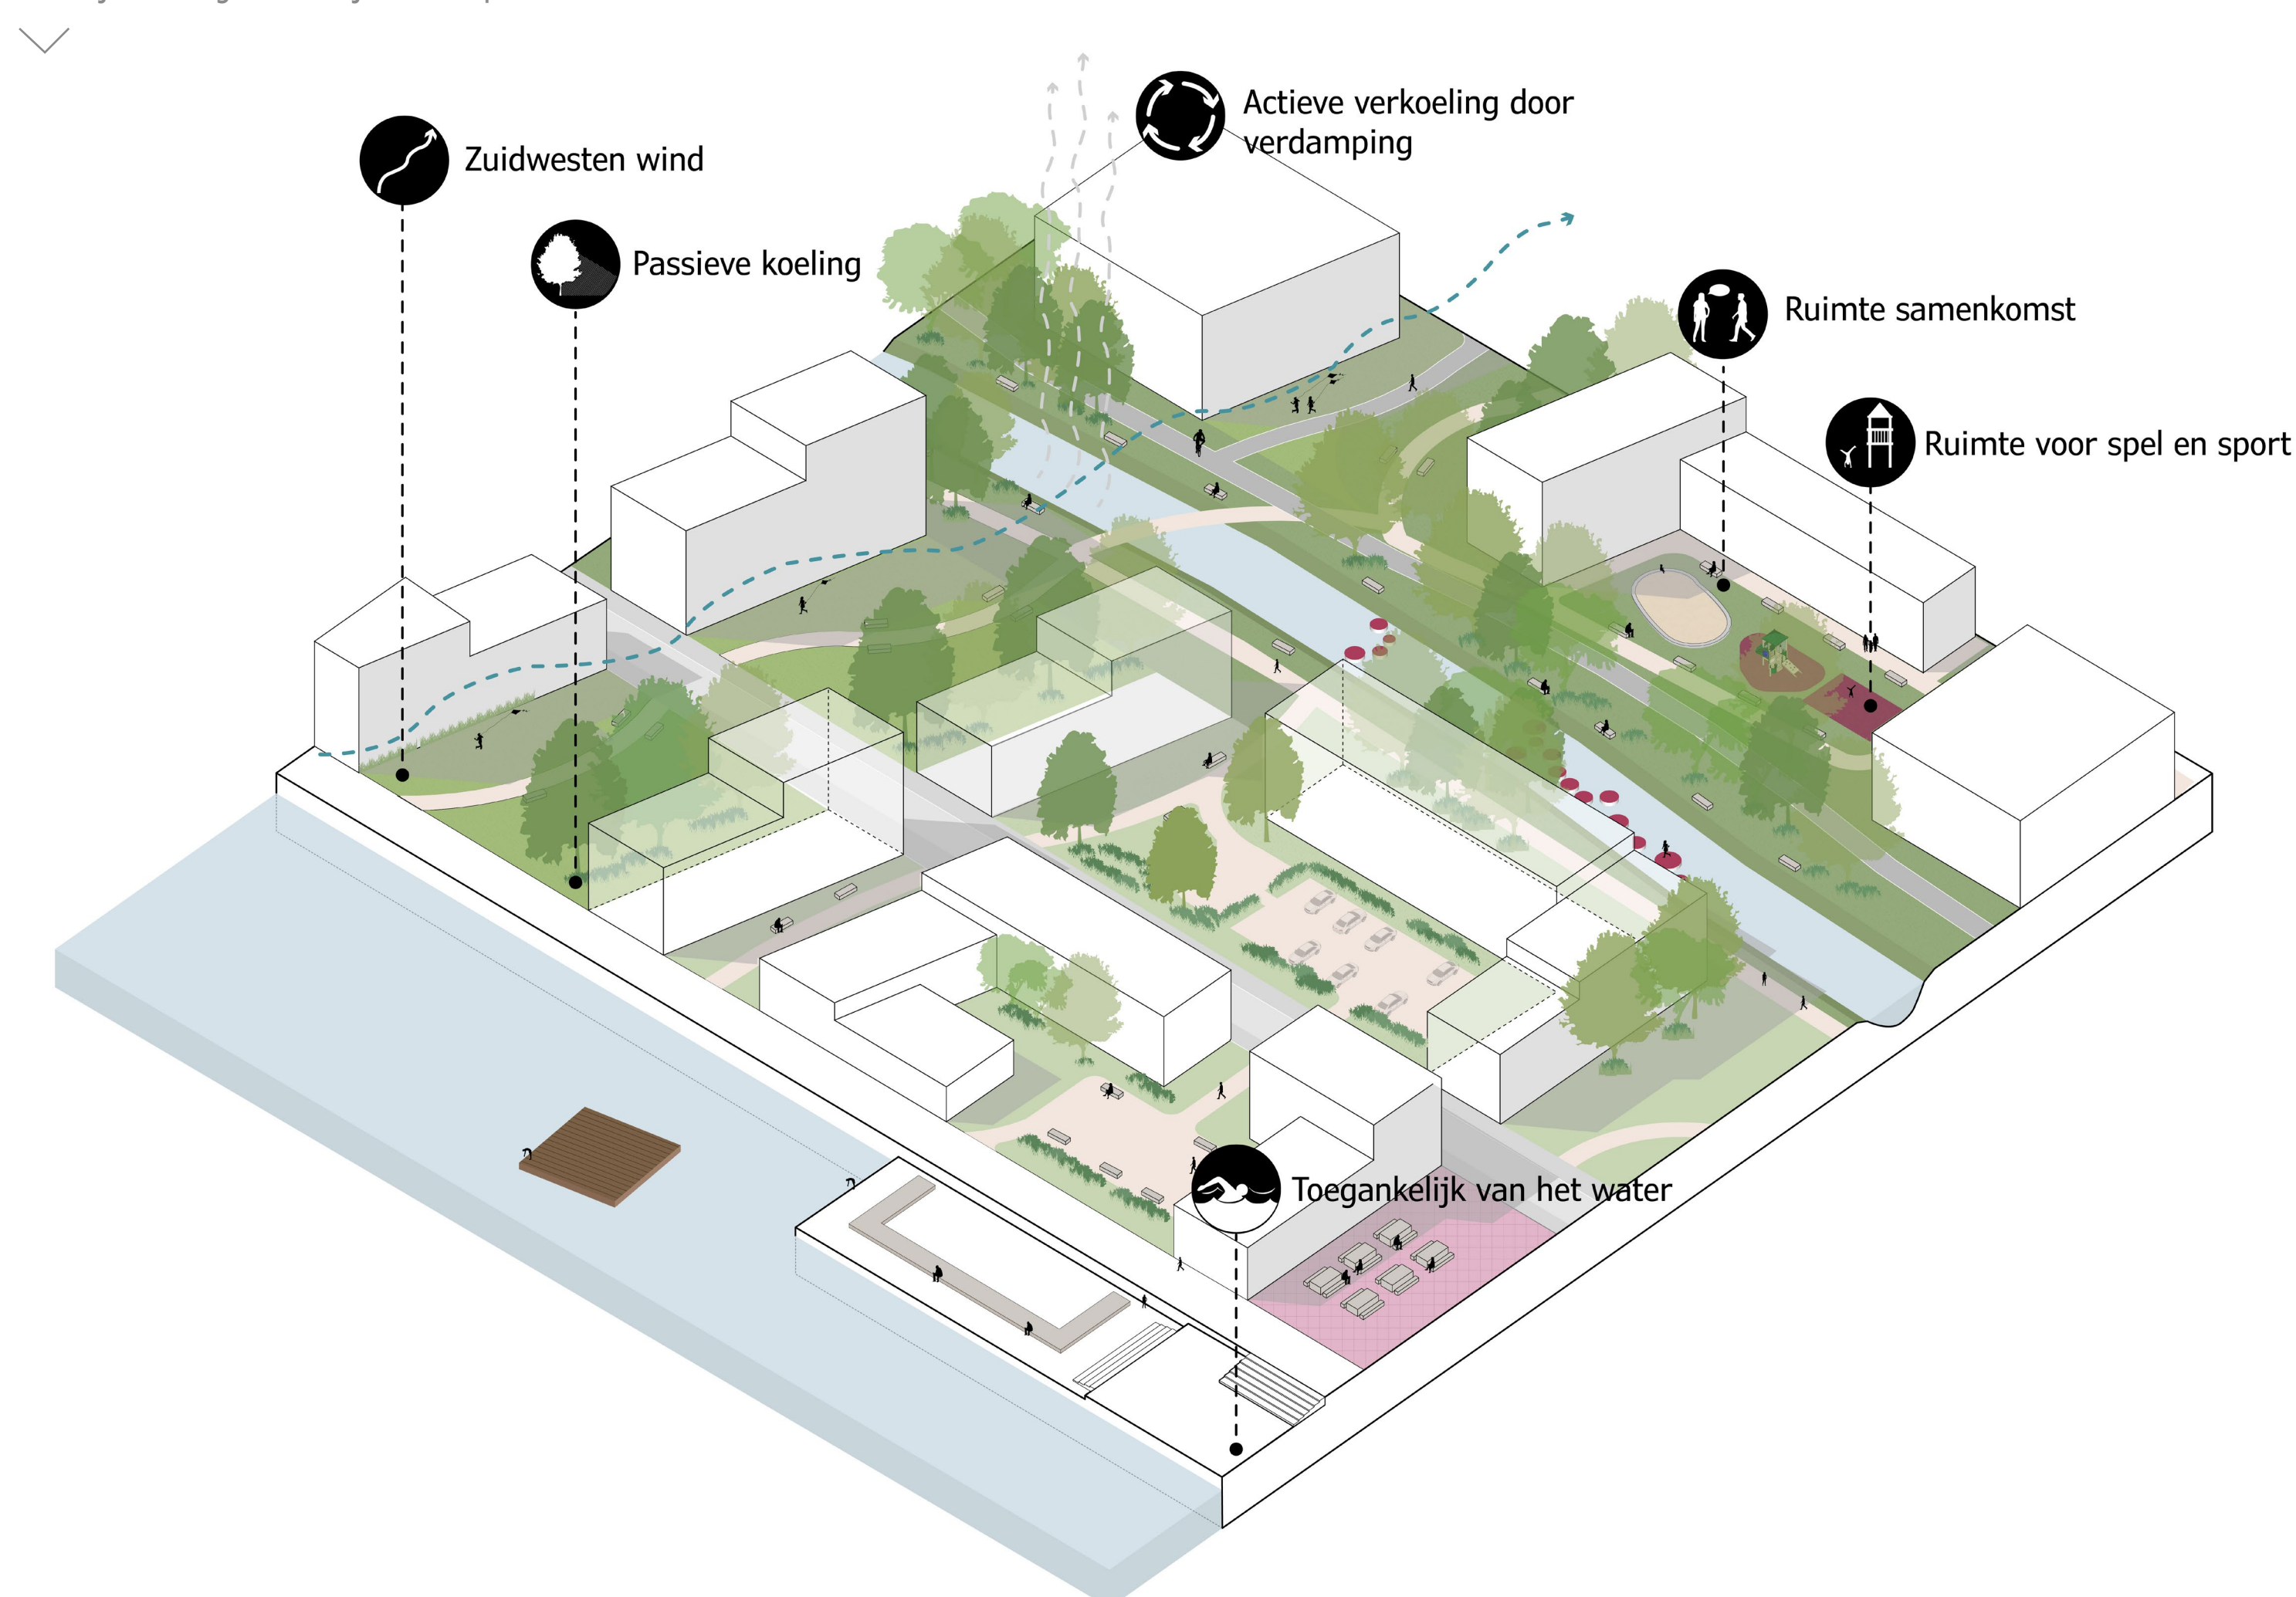 Zuidwesten wind
Actieve verkoeling door
verdamping
Passieve koeling
Ruimte samenkomst
Ruimte voor spel en sport
Toegankelijk van het water